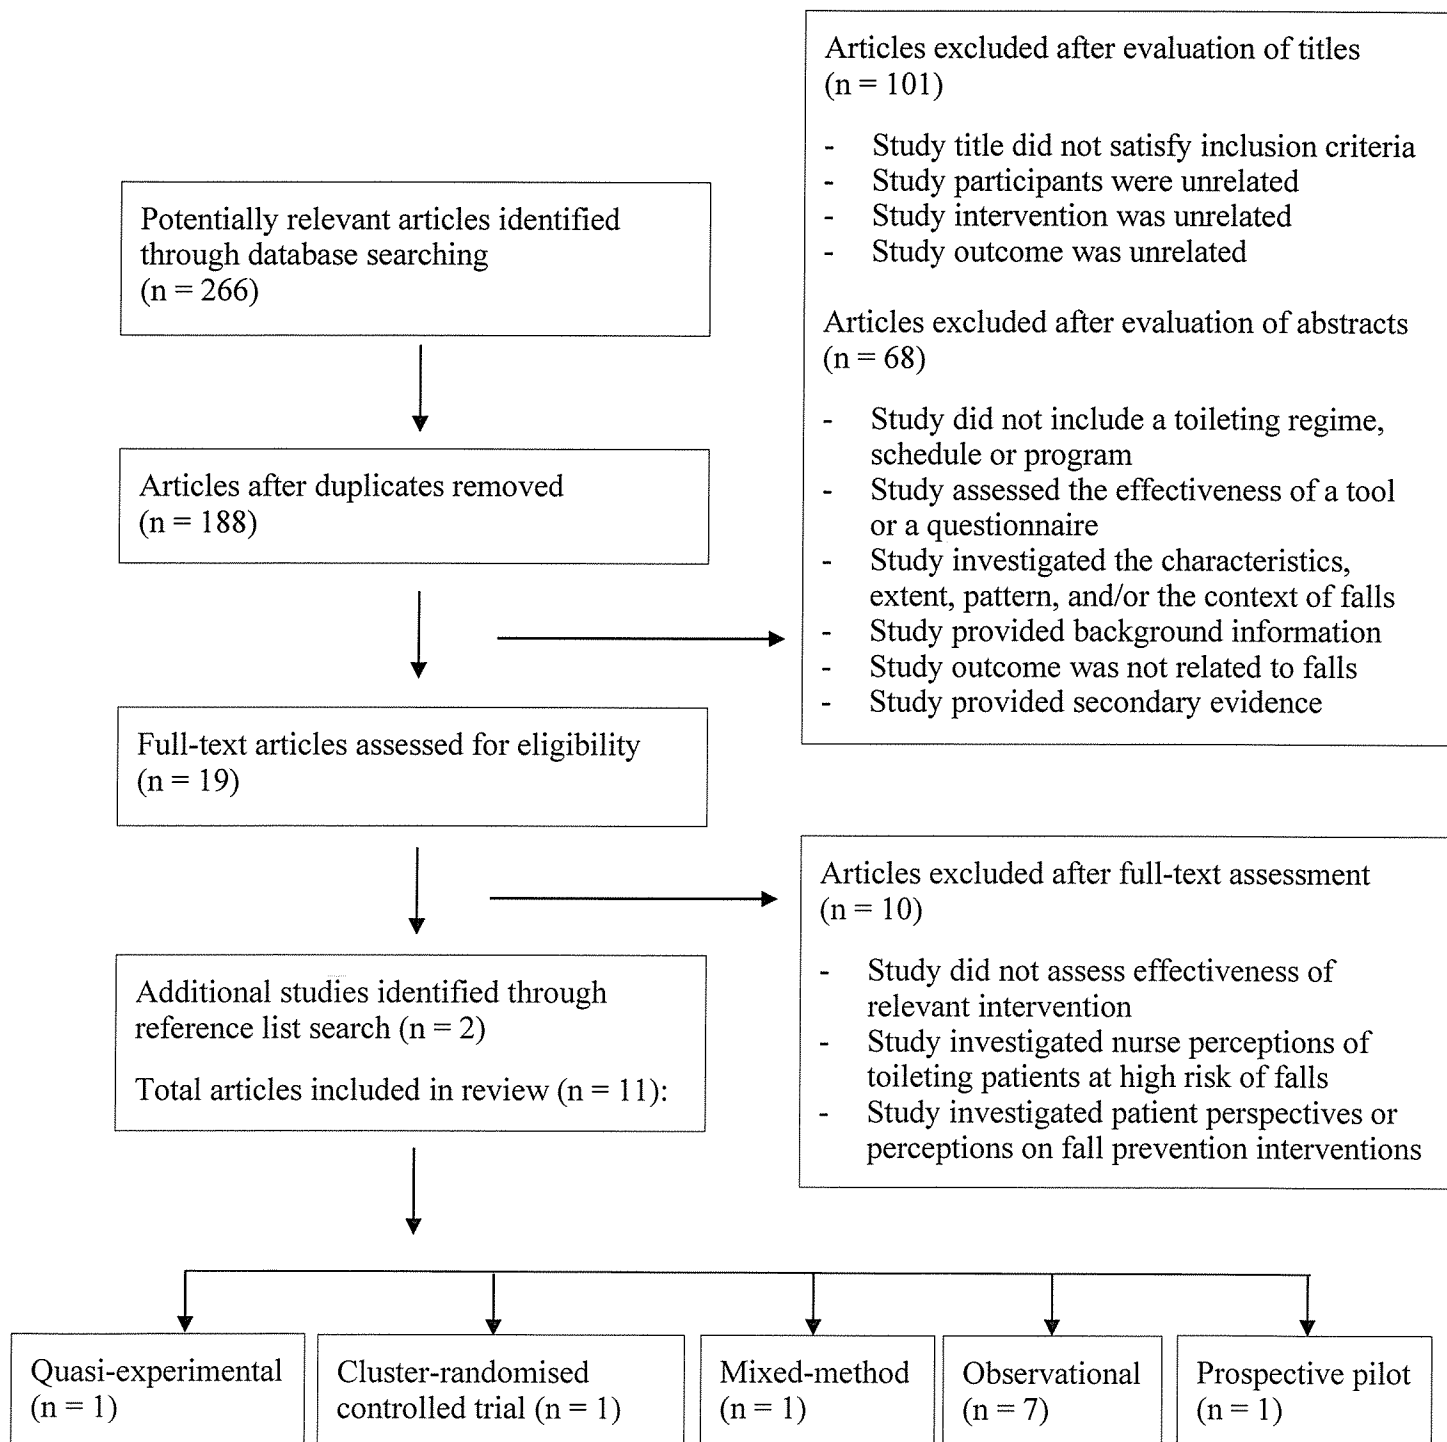 Potentially relevant articles identified
through database searching
(n = 266)
Articles after duplicates removed
(n = 188)
Articles excluded after evaluation of titles
(n = 101)
- Study title did not satisfy inclusion criteria
- Study participants were unrelated
- Study intervention was unrelated
- Study outcome was unrelated
Articles excluded after evaluation of abstracts
(n = 68)
- Study did not include a toileting regime,
schedule or program
- Study assessed the effectiveness of a tool
or a questionnaire
- Study investigated the characteristics,
extent, pattern, and/or the context of falls
- Study provided background information
- Study outcome was not related to falls
- Study provided secondary evidence
Full-text articles assessed for eligibility
(n = 19)
Articles excluded after full-text assessment
(n = 10)
- Study did not assess effectiveness of
relevant intervention
- Study investigated nurse perceptions of
toileting patients at high risk of falls
- Study investigated patient perspectives or
perceptions on fall prevention interventions
Additional studies identified through
reference list search (n = 2)
Total articles included in review (n = 11):
Quasi-experimental
(n = 1)
Cluster-randomised
controlled trial (n = 1)
Mixed-method
(n = 1)
Observational
(n = 7)
Prospective pilot
(n = 1)